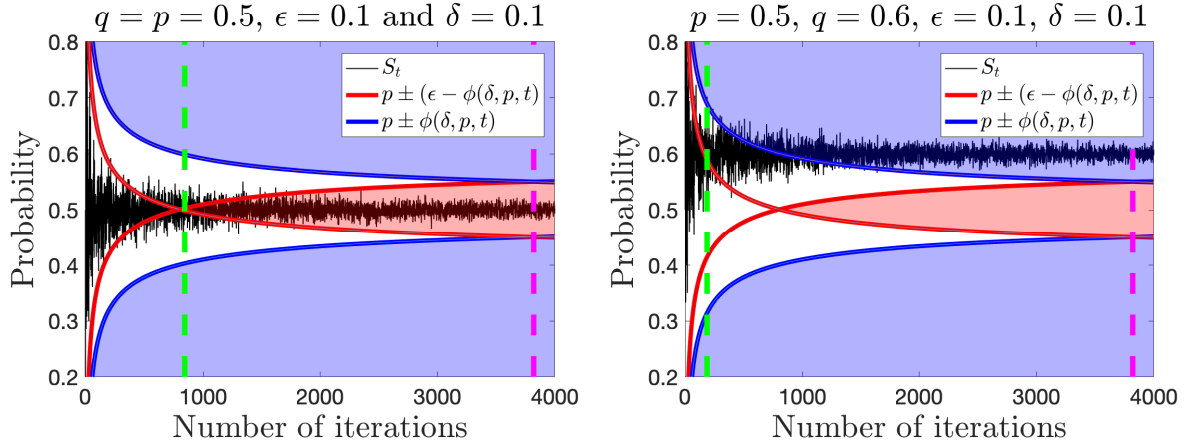 q = p = 0.5, ϵ = 0.1 and δ = 0.1
0.8
0.7
0.6
0.5
0.4
0.3
0.2
Probability
S_t
p ± (ϵ − ϕ(δ, p, t)
p ± ϕ(δ, p, t)
0 1000 2000 3000 4000
Number of iterations
p = 0.5, q = 0.6, ϵ = 0.1, δ = 0.1
0.8
0.7
0.6
0.5
0.4
0.3
0.2
Probability
S_t
p ± (ϵ − ϕ(δ, p, t)
p ± ϕ(δ, p, t)
0 1000 2000 3000 4000
Number of iterations